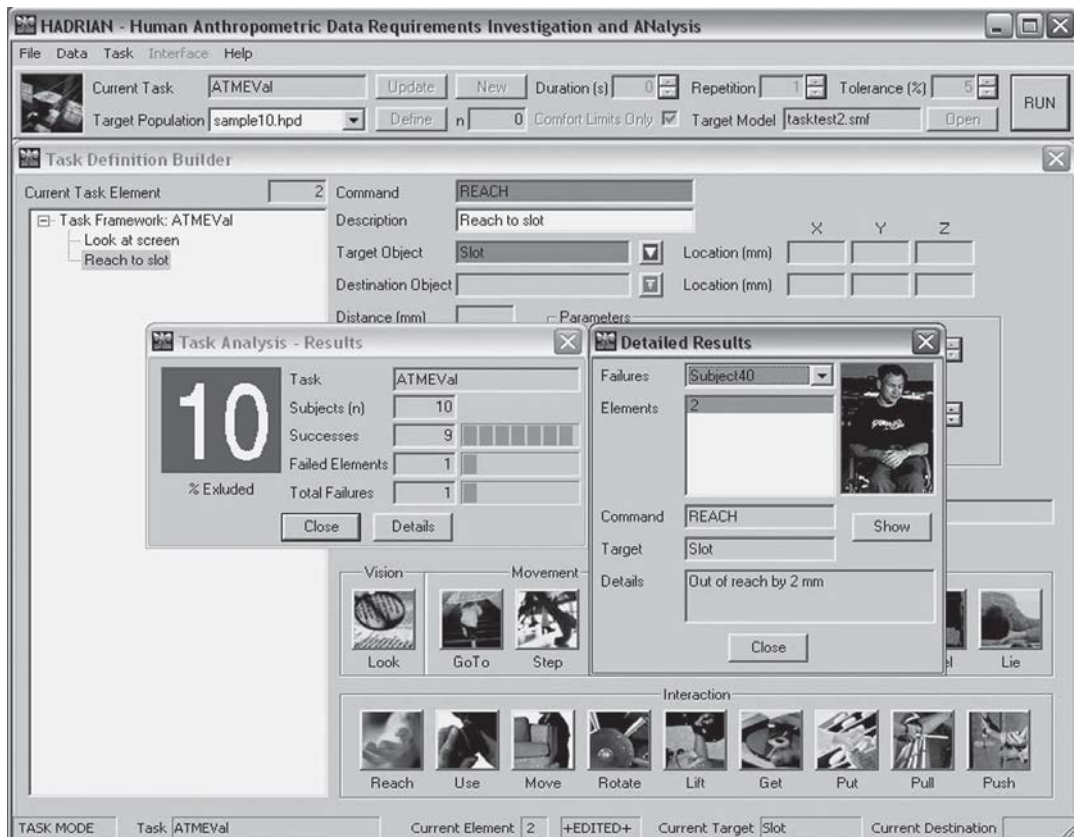 HADRIAN - Human Anthropometric Data Requirements Investigation and ANalysis
File Data Task Interface Help
Current Task ATMEVal Update New Duration (s) 0 Repetition 1 Tolerance (%) 5 RUN
Target Population sample10.hpd Define n 0 Comfort Limits Only Target Model tasktest2.smf Open
Task Definition Builder
Current Task Element 2
Task Framework: ATMEVal
Look at screen
Reach to slot
Command REACH
Description Reach to slot
X Y Z
Target Object Slot Location (mm)
Destination Object Location (mm)
Distance (mm) Parameters
Task Analysis - Results
10
% Exluded
Task ATMEVal
Subjects (n) 10
Successes 9
Failed Elements 1
Total Failures 1
Close Details
Detailed Results
Failures Subject40
Elements 2
Command REACH
Show
Target Slot
Details Out of reach by 2 mm
Close
Vision Movement
Look GoTo Step el Lie
Interaction
Reach Use Move Rotate Lift Get Put Pull Push
TASK MODE Task ATMEVal Current Element 2 +EDITED+ Current Target Slot Current Destination